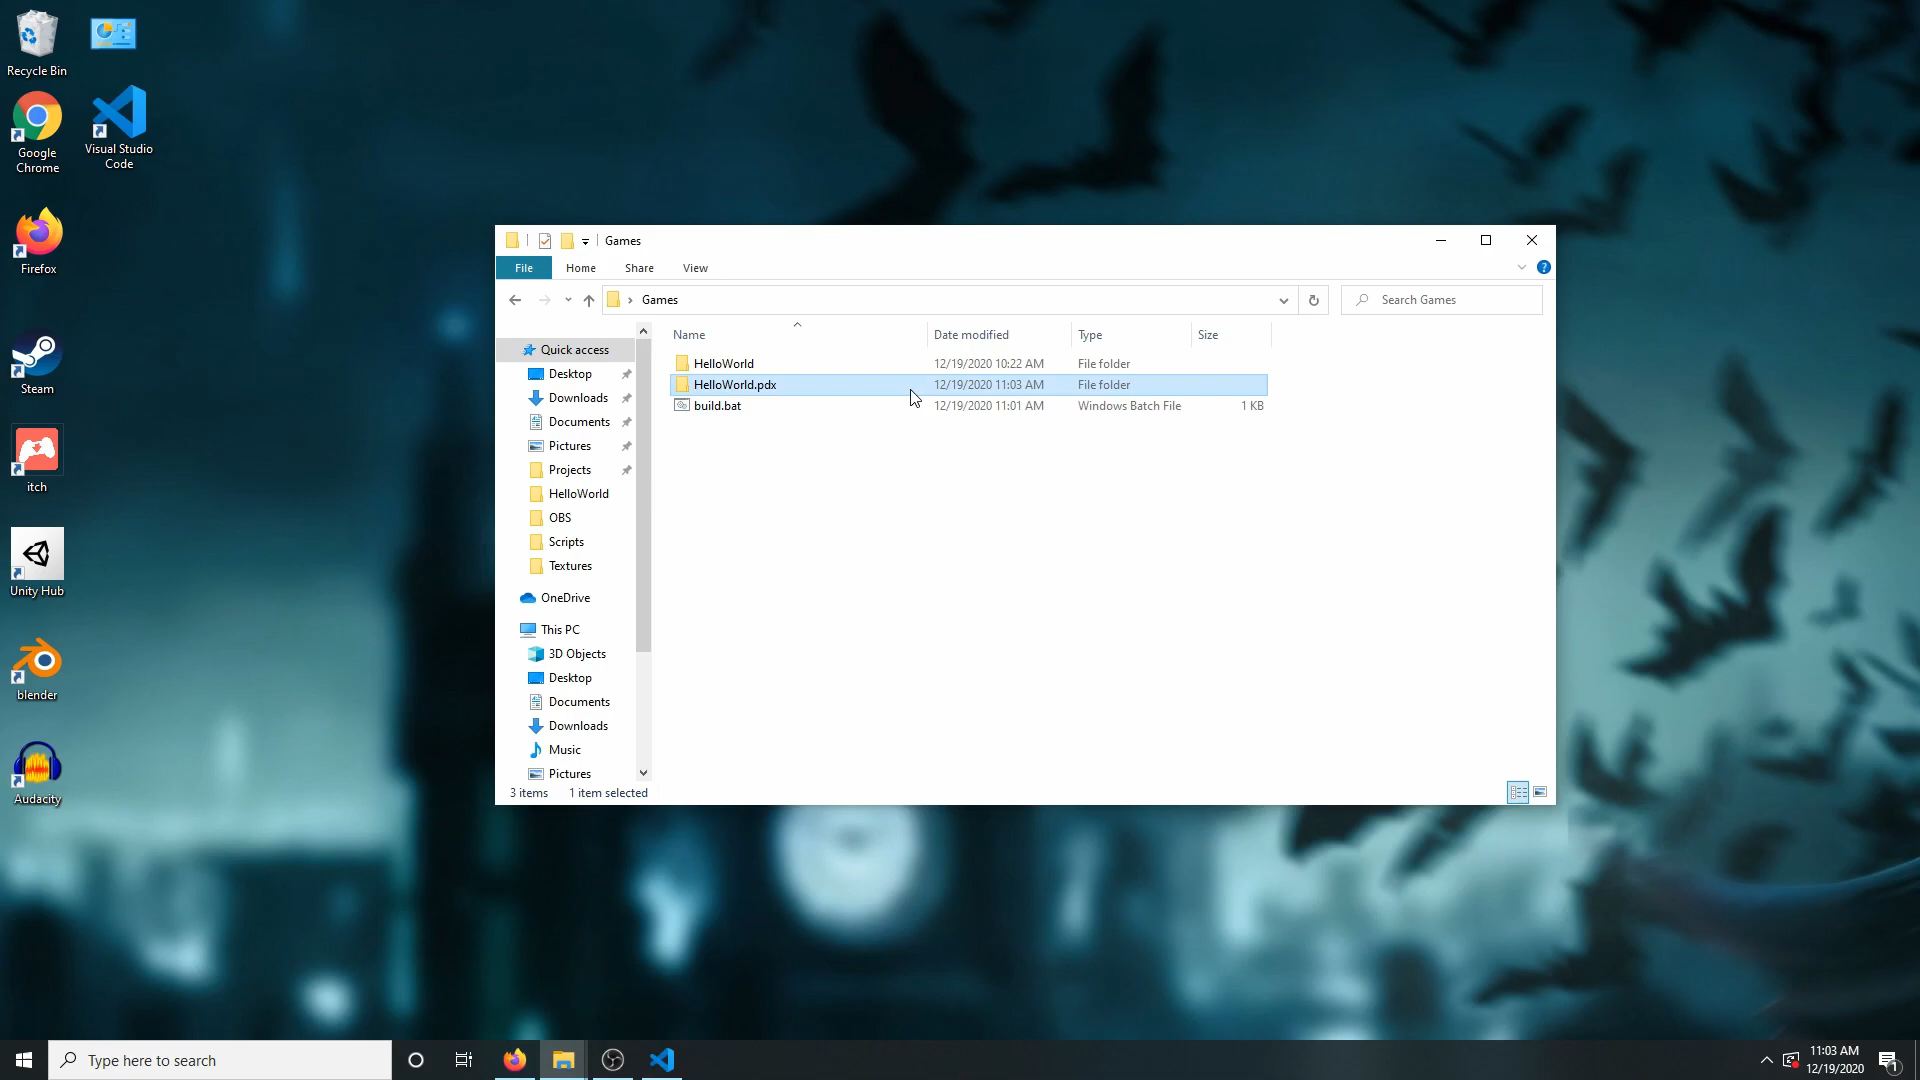 Recycle Bin
Google
Chrome
Visual Studio
Code
Firefox
Steam
itch
Unity Hub
blender
Audacity
Games
File
Home
Share
View
?
Games
Search Games
Name
Date modified
Type
Size
HelloWorld
12/19/2020 10:22 AM
File folder
HelloWorld.pdx
12/19/2020 11:03 AM
File folder
build.bat
12/19/2020 11:01 AM
Windows Batch File
1 KB
Quick access
Desktop
Downloads
Documents
Pictures
Projects
HelloWorld
OBS
Scripts
Textures
OneDrive
This PC
3D Objects
Desktop
Documents
Downloads
Music
Pictures
3 items
1 item selected
Type here to search
11:03 AM
12/19/2020
1